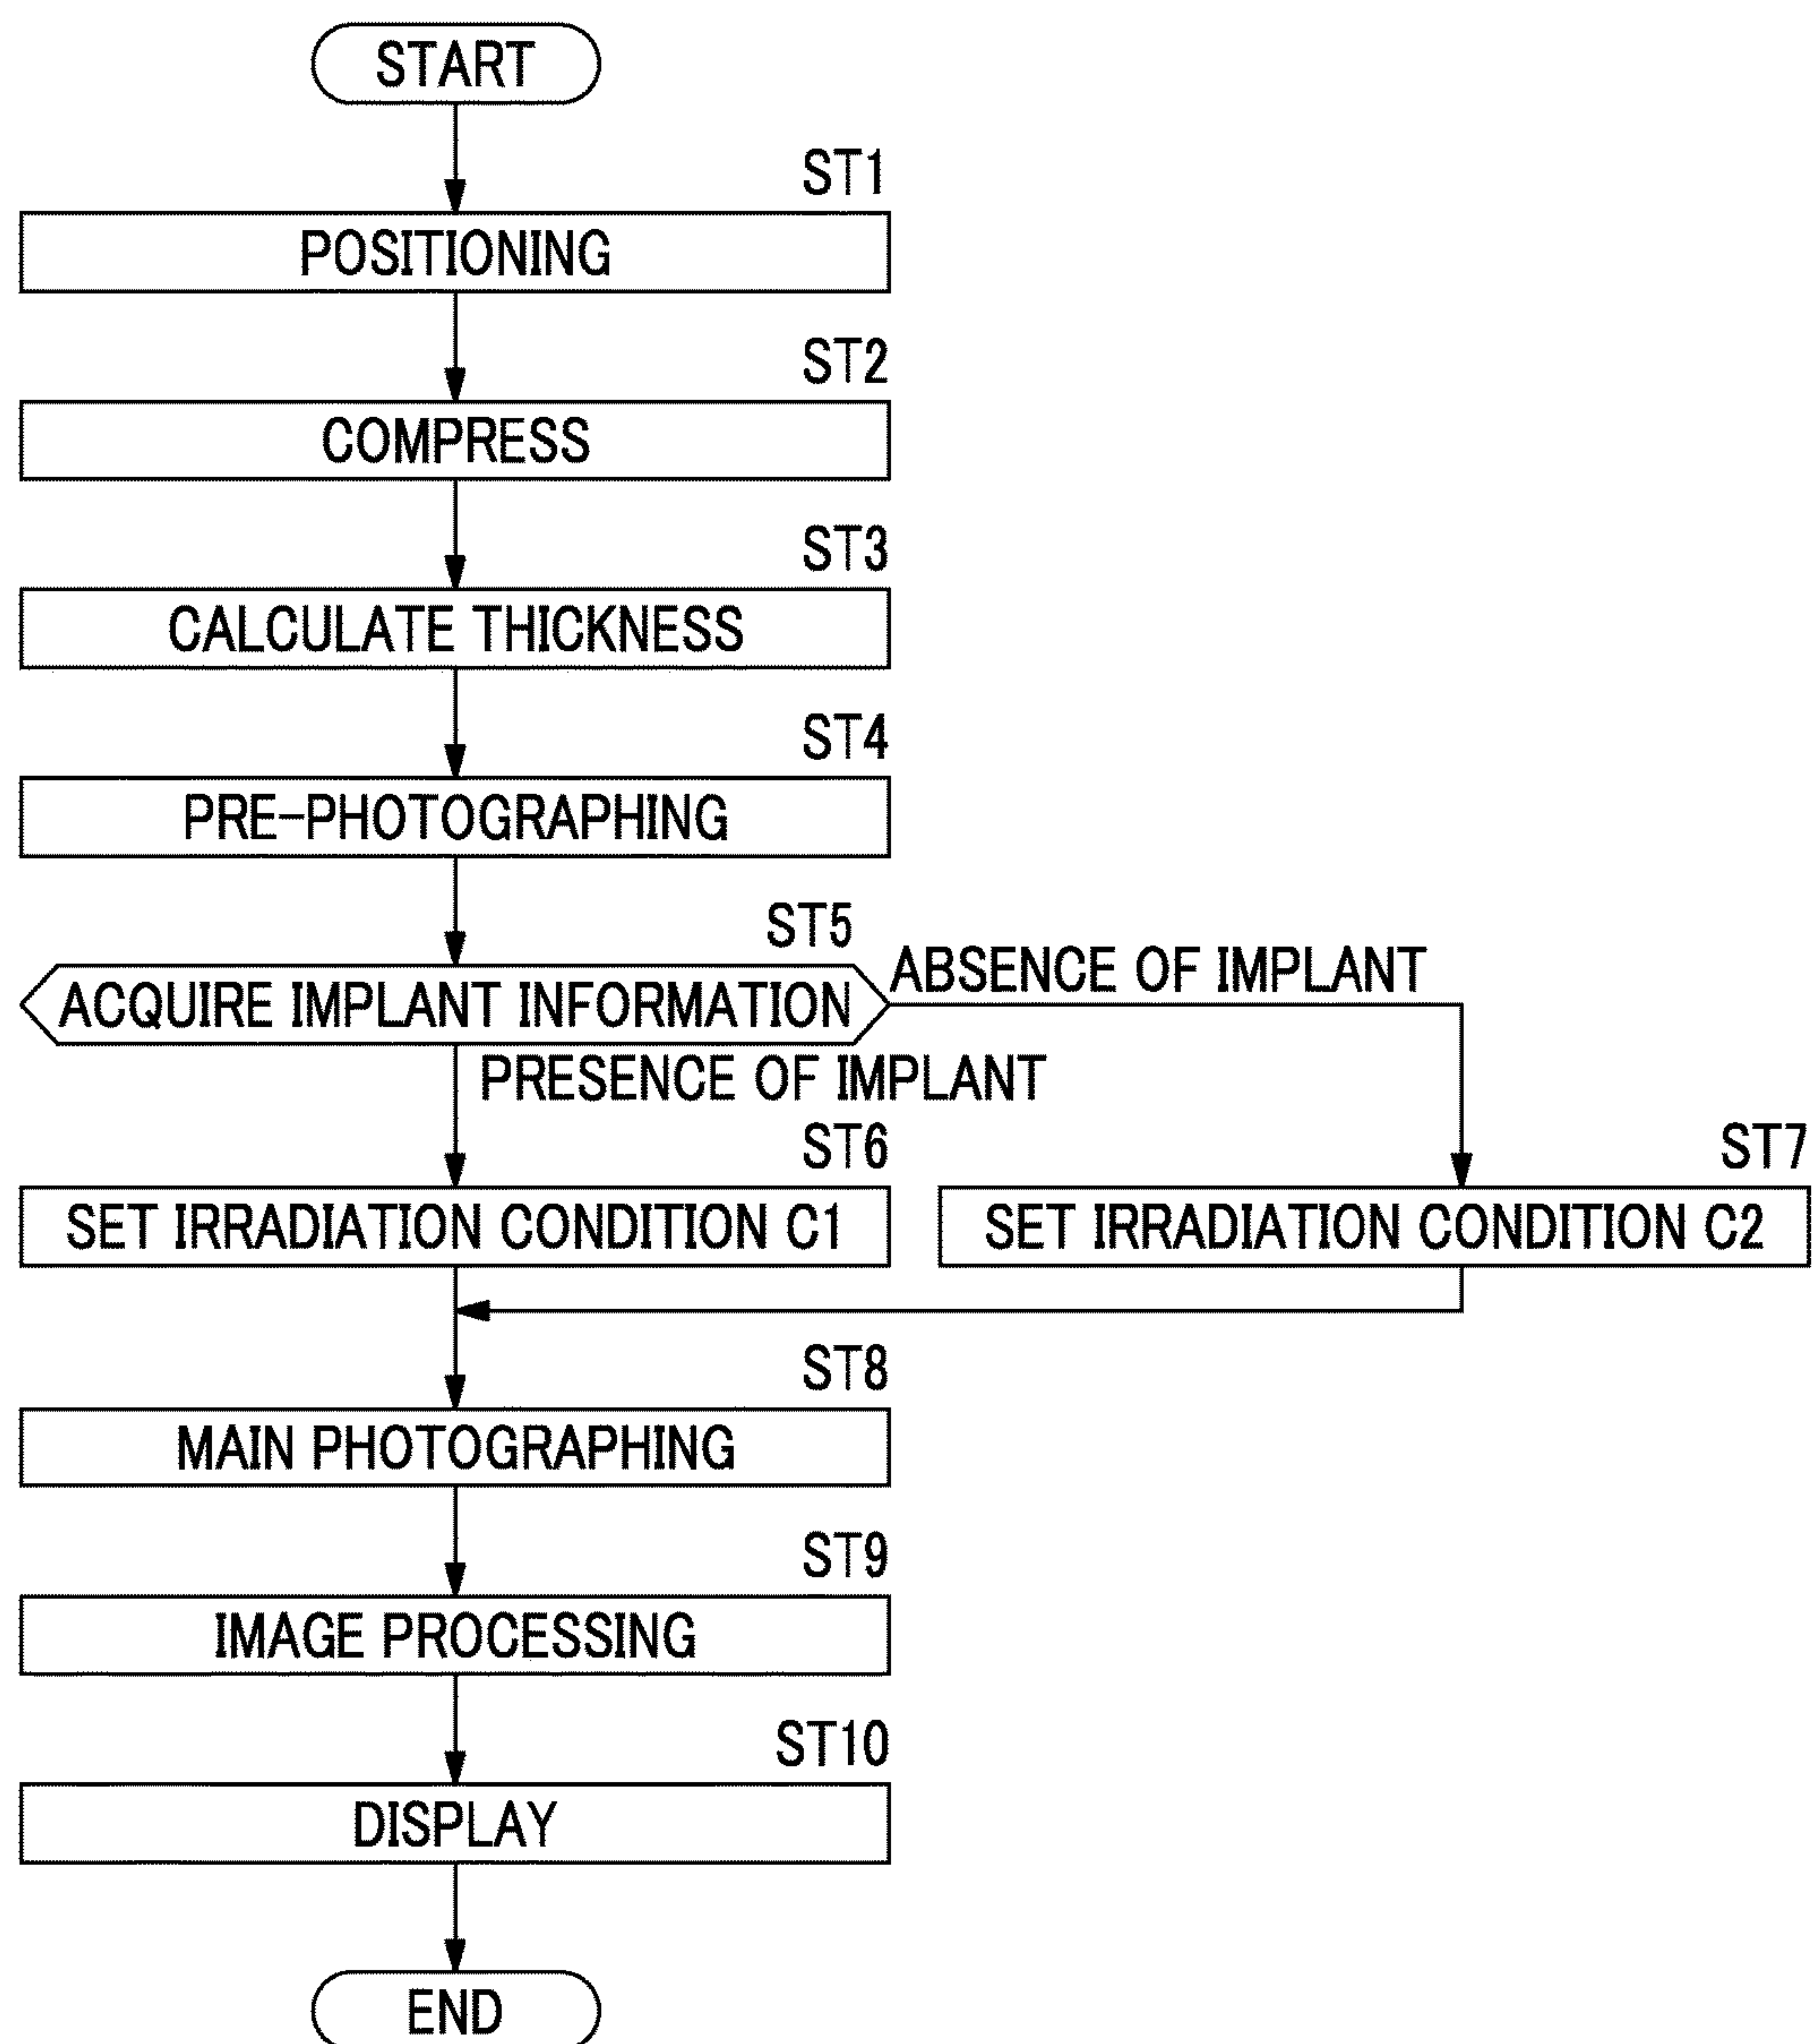 START
ST1
POSITIONING
ST2
COMPRESS
ST3
CALCULATE THICKNESS
ST4
PRE-PHOTOGRAPHING
ST5
ACQUIRE IMPLANT INFORMATION
ABSENCE OF IMPLANT
PRESENCE OF IMPLANT
ST6
SET IRRADIATION CONDITION C1
ST7
SET IRRADIATION CONDITION C2
ST8
MAIN PHOTOGRAPHING
ST9
IMAGE PROCESSING
ST10
DISPLAY
END